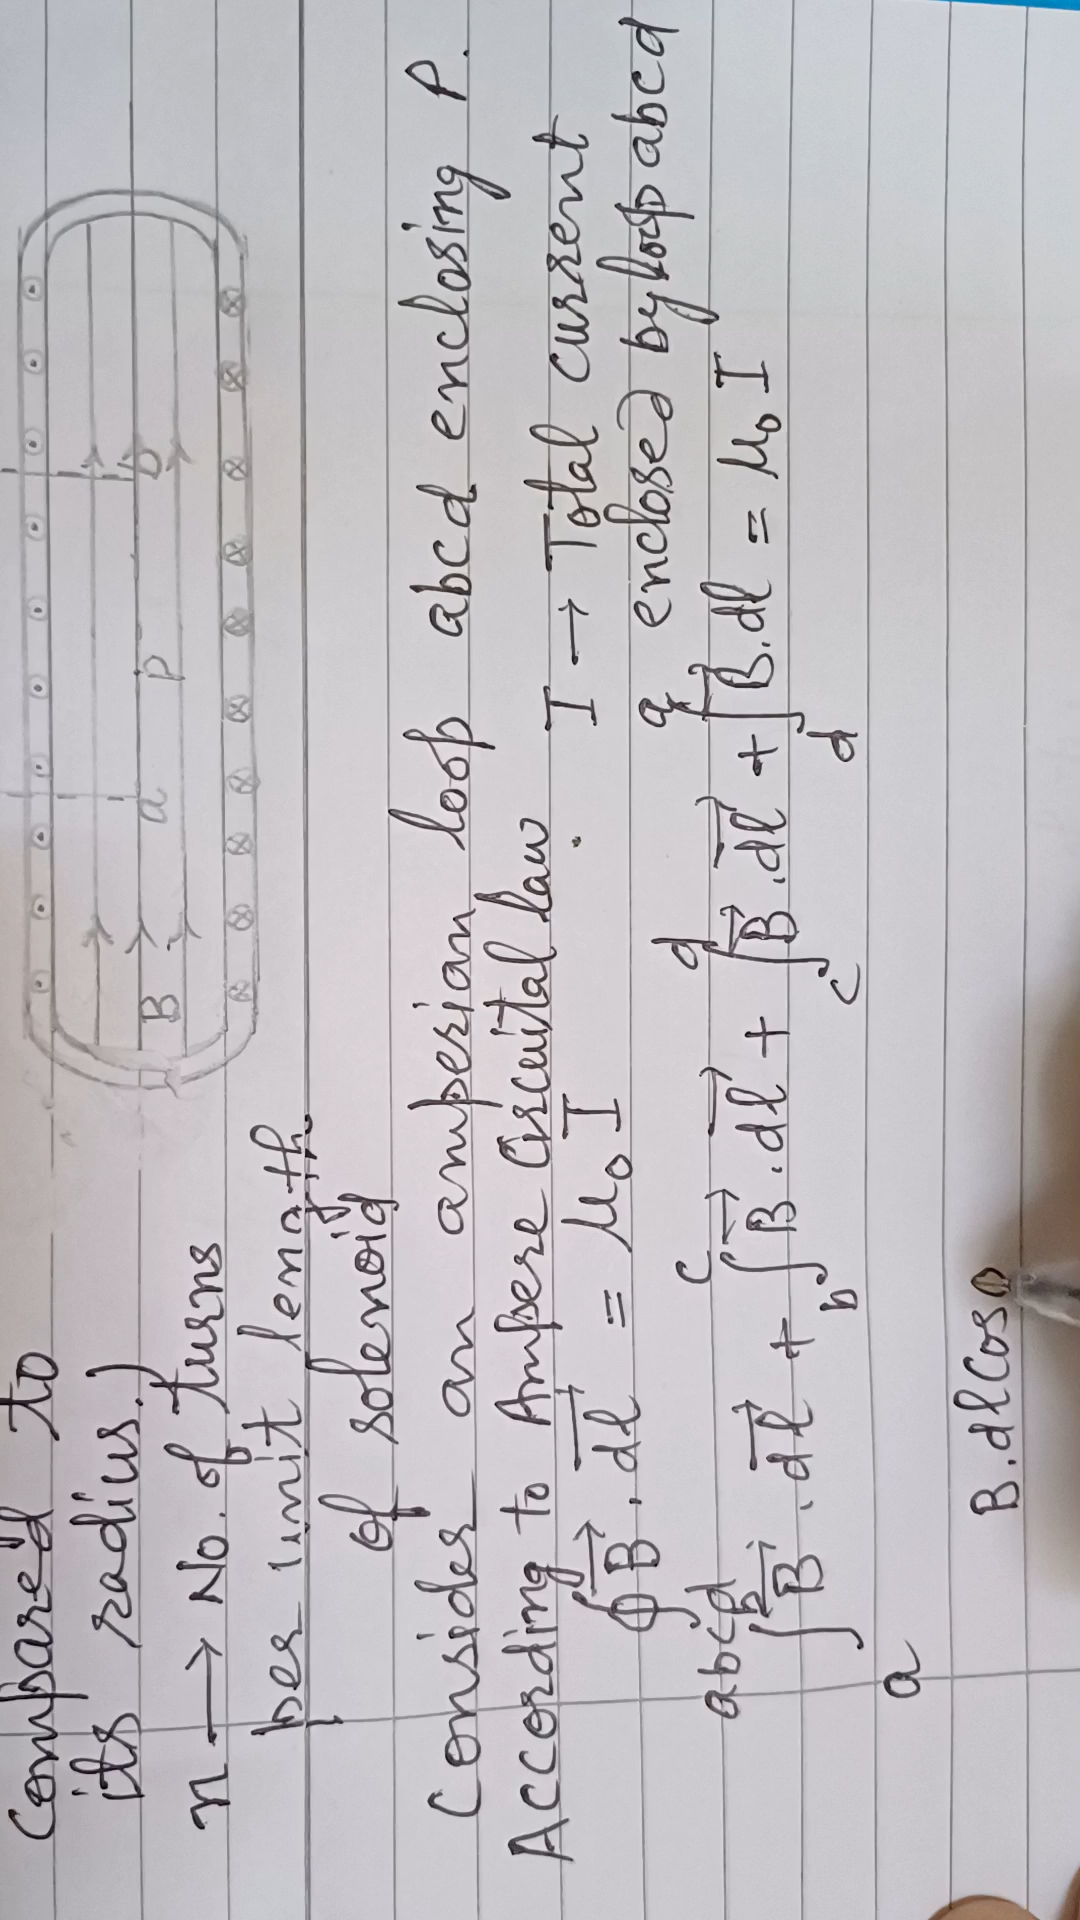 compared to
its radius.)
n → No. of turns
per unit length
of solenoid
B a P b
Consider an amperian loop abcd enclosing P.
According to Ampere Circuital law I → Total current
enclosed by loop abcd
∮abcd B⃗ . dl⃗ = μ₀ I
∫ₐᵇ B⃗ . dl⃗ + ∫ᵦᶜ B⃗ . dl⃗ + ∫꜀ᵈ B⃗ . dl⃗ + ∫dᵃ B⃗ . dl = μ₀ I
B.dl Cos 0